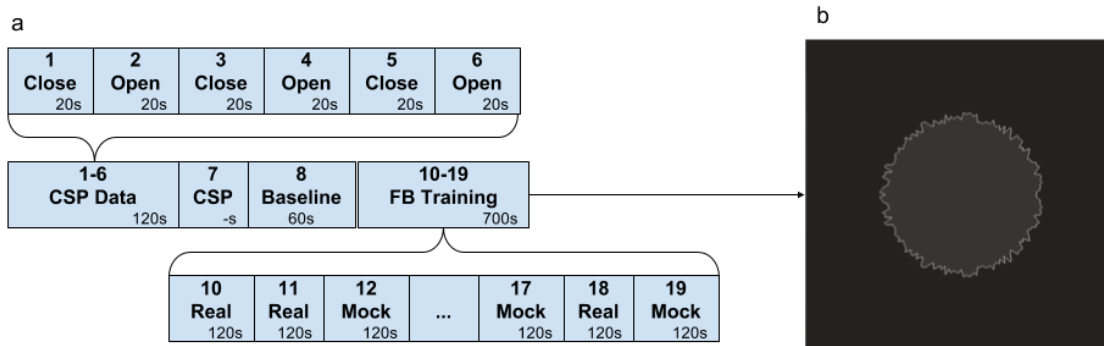 a
b
1 2 3 4 5 6
Close Open Close Open Close Open
20s 20s 20s 20s 20s 20s
1-6 7 8 10-19
CSP Data CSP Baseline FB Training
120s -s 60s 700s
10 11 12 17 18 19
Real Real Mock ... Mock Real Mock
120s 120s 120s 120s 120s 120s